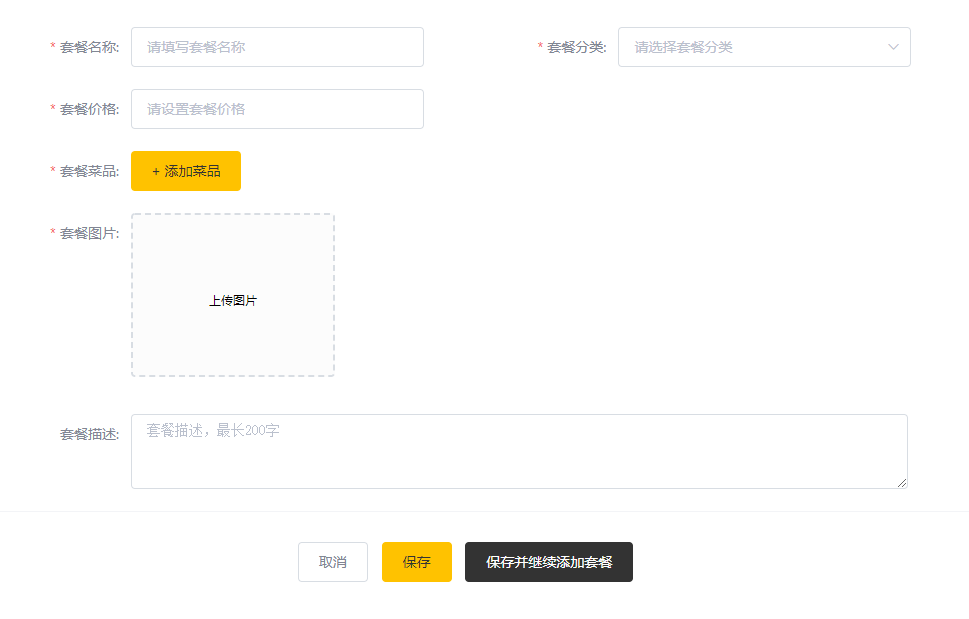 * 套餐名称: 请填写套餐名称
* 套餐分类: 请选择套餐分类
* 套餐价格: 请设置套餐价格
* 套餐菜品: + 添加菜品
* 套餐图片:
上传图片
套餐描述: 套餐描述，最长200字
取消 保存 保存并继续添加套餐